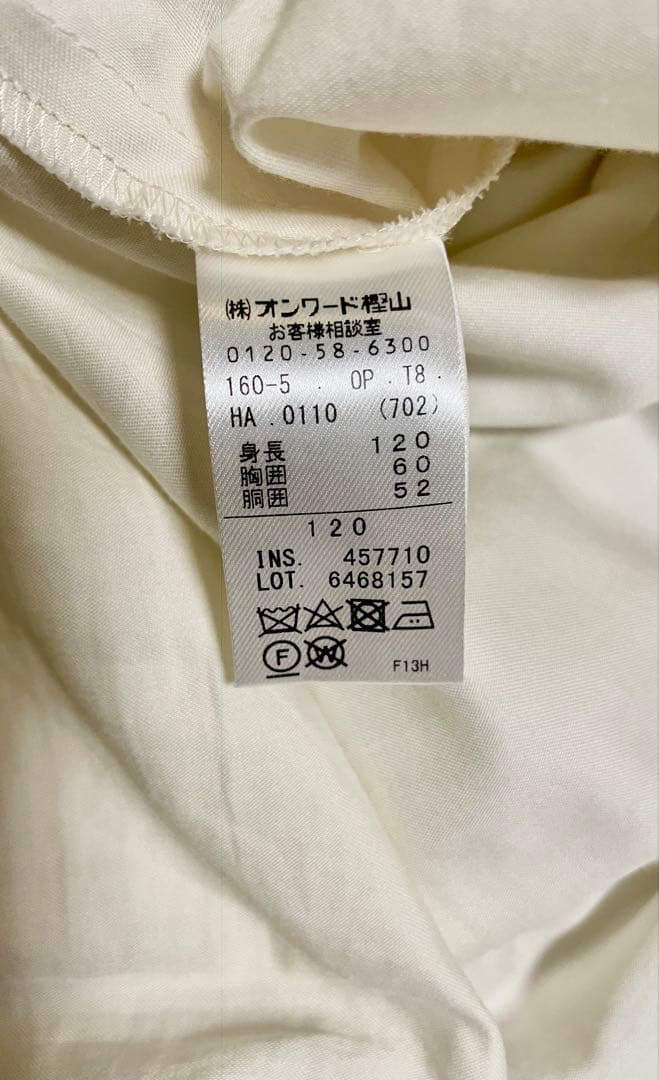 (株)オンワード樫山
お客様相談室
0120-58-6300
160-5 . OP . T8 .
HA . 0110 (702)
身長 120
胸囲 60
胴囲 52
120
INS. 457710
LOT. 6468157
F W F13H